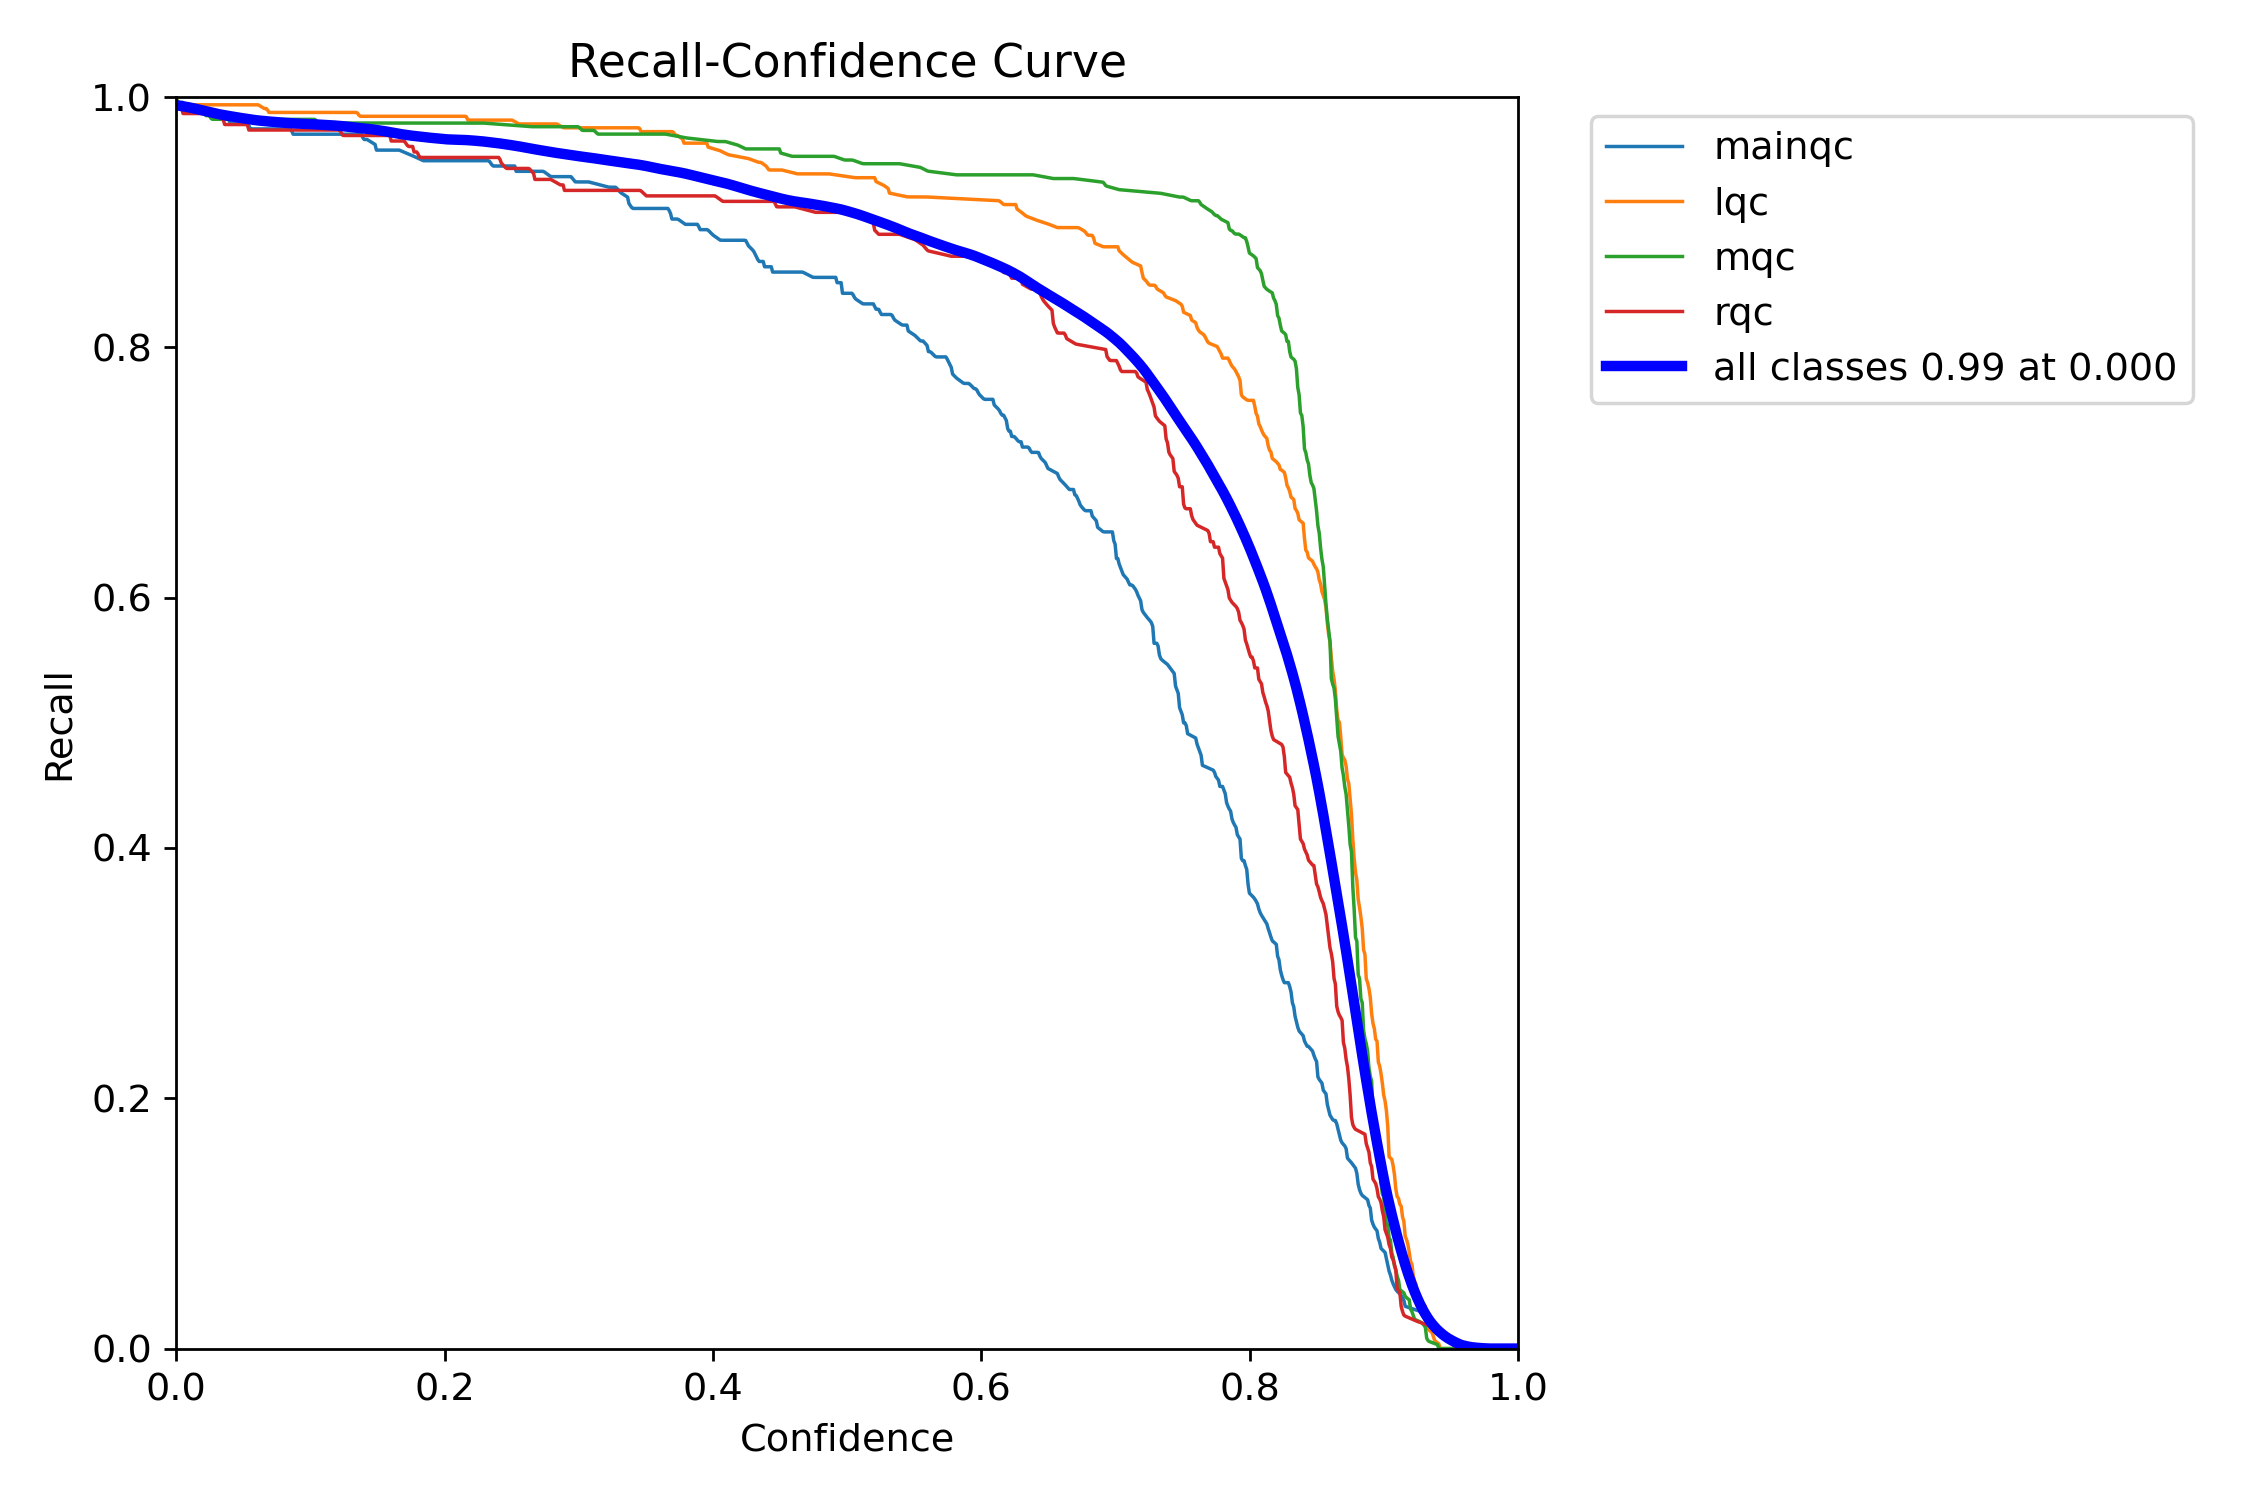 Recall-Confidence Curve
1.0
0.8
0.6
0.4
0.2
0.0
Recall
0.0 0.2 0.4 0.6 0.8 1.0
Confidence
mainqc
lqc
mqc
rqc
all classes 0.99 at 0.000